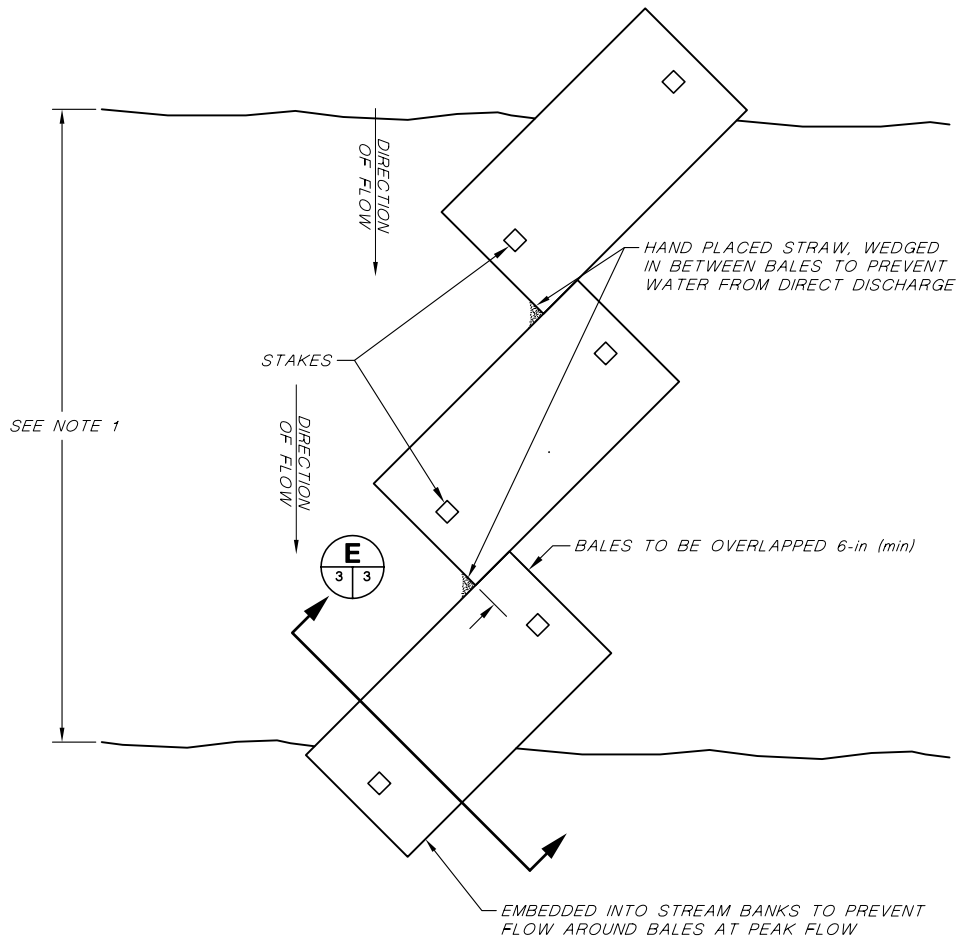 DIRECTION
OF FLOW
HAND PLACED STRAW, WEDGED
IN BETWEEN BALES TO PREVENT
WATER FROM DIRECT DISCHARGE
STAKES
SEE NOTE 1
DIRECTION
OF FLOW
E
3 3
BALES TO BE OVERLAPPED 6-in (min)
EMBEDDED INTO STREAM BANKS TO PREVENT
FLOW AROUND BALES AT PEAK FLOW